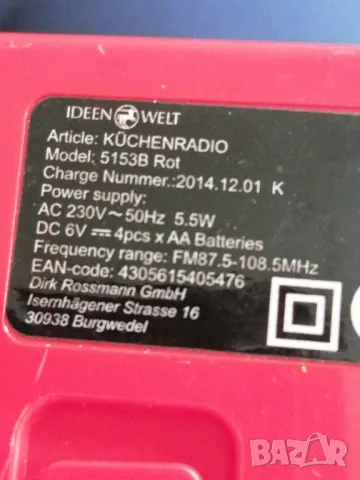 IDEEN WELT
Article: KÜCHENRADIO
Model: 5153B Rot
Charge Nummer.:2014.12.01 K
Power supply:
AC 230V~50Hz 5.5W
DC 6V ⎓ 4pcs x AA Batteries
Frequency range: FM87.5-108.5MHz
EAN-code: 4305615405476
Dirk Rossmann GmbH
Isernhägener Strasse 16
30938 Burgwedel
BAZAR